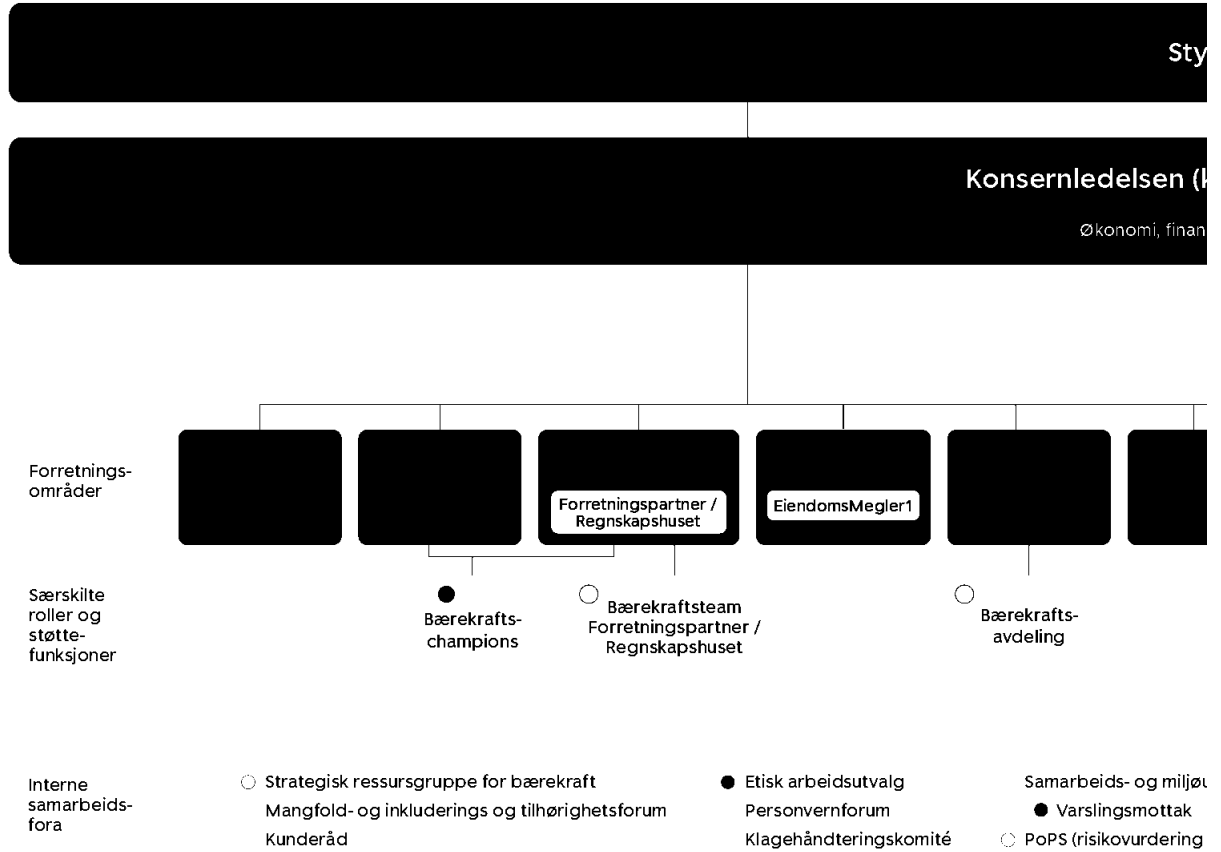 Sty
Konsernledelsen (k
Økonomi, finan
Forretnings-
områder
Forretningspartner /
Regnskapshuset
EiendomsMegler1
Særskilte
roller og
støtte-
funksjoner
Bærekrafts-
champions
Bærekraftsteam
Forretningspartner /
Regnskapshuset
Bærekrafts-
avdeling
Interne
samarbeids-
fora
Strategisk ressursgruppe for bærekraft
Mangfold- og inkluderings og tilhørighetsforum
Kunderåd
Etisk arbeidsutvalg
Personvernforum
Klagehåndteringskomité
Samarbeids- og miljøu
Varslingsmottak
PoPS (risikovurdering